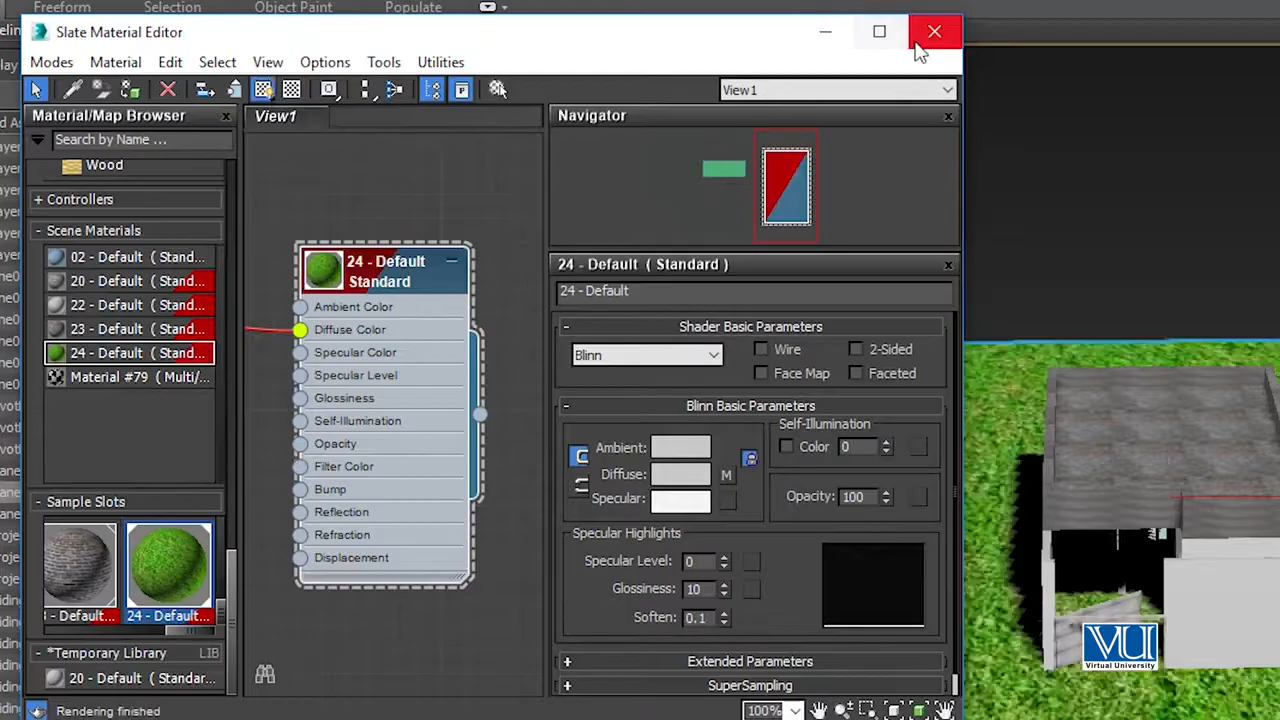 Freeform Selection Object Paint Populate
Slate Material Editor
Modes Material Edit Select View Options Tools Utilities
View1
Material/Map Browser
Search by Name ...
Wood
+ Controllers
- Scene Materials
02 - Default ( Stand...
20 - Default ( Stand...
22 - Default ( Stand...
23 - Default ( Stand...
24 - Default ( Stand...
Material #79 ( Multi/...
- Sample Slots
- Default...
24 - Default...
- *Temporary Library LIB
20 - Default ( Standar...
Rendering finished
View1
24 - Default
Standard
Ambient Color
Diffuse Color
Specular Color
Specular Level
Glossiness
Self-Illumination
Opacity
Filter Color
Bump
Reflection
Refraction
Displacement
Navigator
24 - Default ( Standard )
24 - Default
- Shader Basic Parameters
Blinn
Wire 2-Sided
Face Map Faceted
- Blinn Basic Parameters
Ambient:
Diffuse: M
Specular:
Self-Illumination
Color 0
Opacity: 100
Specular Highlights
Specular Level: 0
Glossiness: 10
Soften: 0.1
+ Extended Parameters
+ SuperSampling
100%
VU
Virtual University